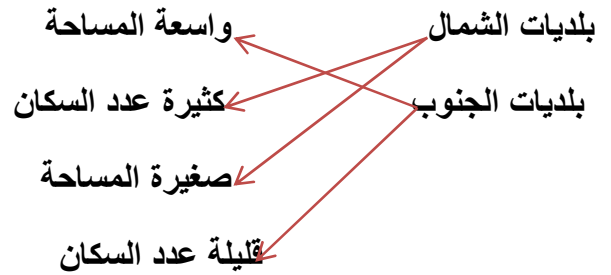 بلديات الشمال واسعة المساحة
بلديات الجنوب كثيرة عدد السكان
صغيرة المساحة
قليلة عدد السكان